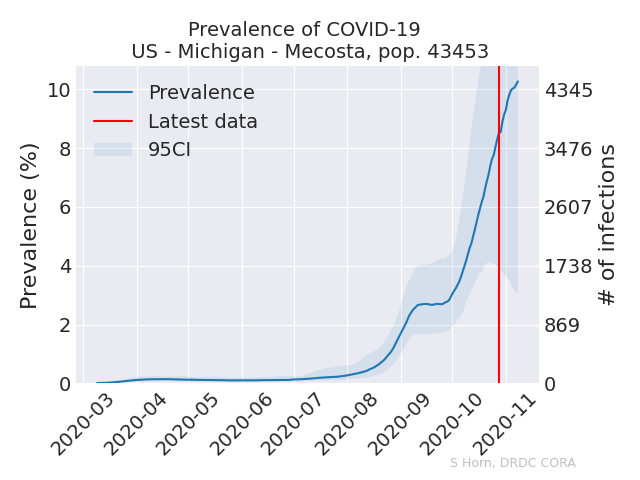 Prevalence of COVID-19
US - Michigan - Mecosta, pop. 43453
Prevalence
Latest data
95CI
Prevalence (%)
10
8
6
4
2
0
4345
3476
2607
1738
869
0
# of infections
2020-03
2020-04
2020-05
2020-06
2020-07
2020-08
2020-09
2020-10
2020-11
S Horn, DRDC CORA